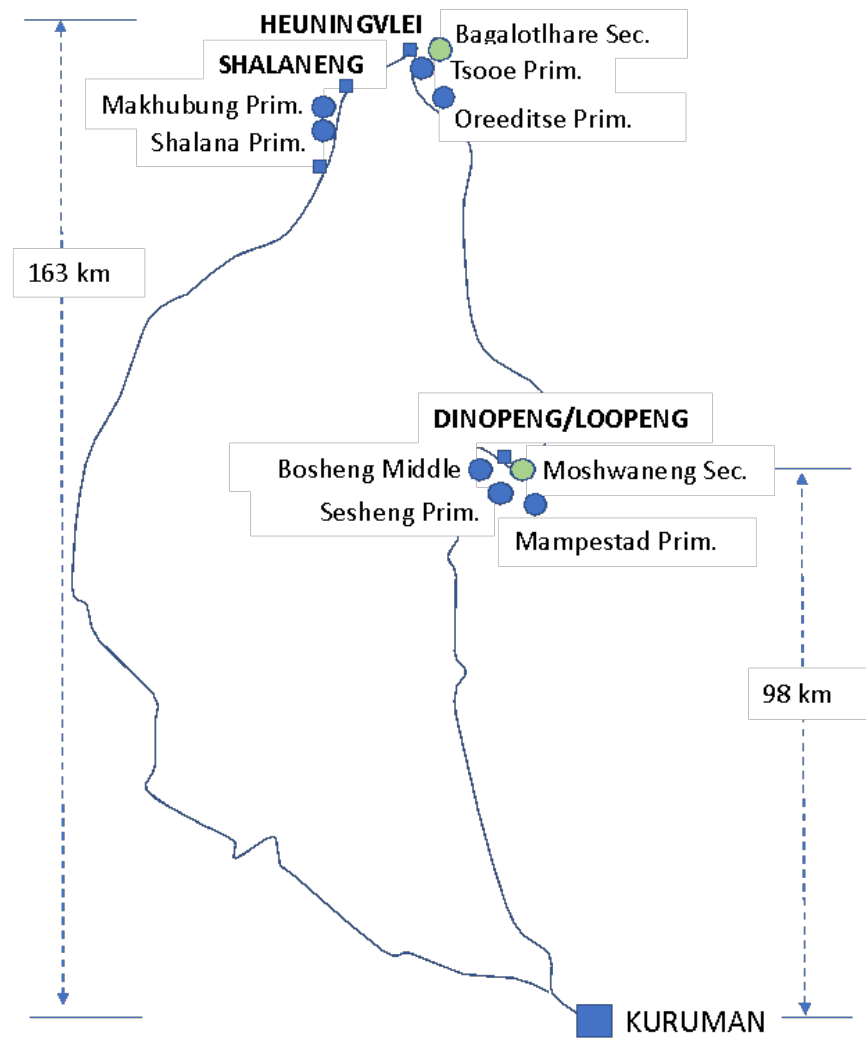 HEUNINGVLEI
Bagalotlhare Sec.
SHALANENG
Tsooe Prim.
Makhubung Prim.
Oreeditse Prim.
Shalana Prim.
163 km
DINOPENG/LOOPENG
Bosheng Middle
Moshwaneng Sec.
Sesheng Prim.
Mampestad Prim.
98 km
KURUMAN